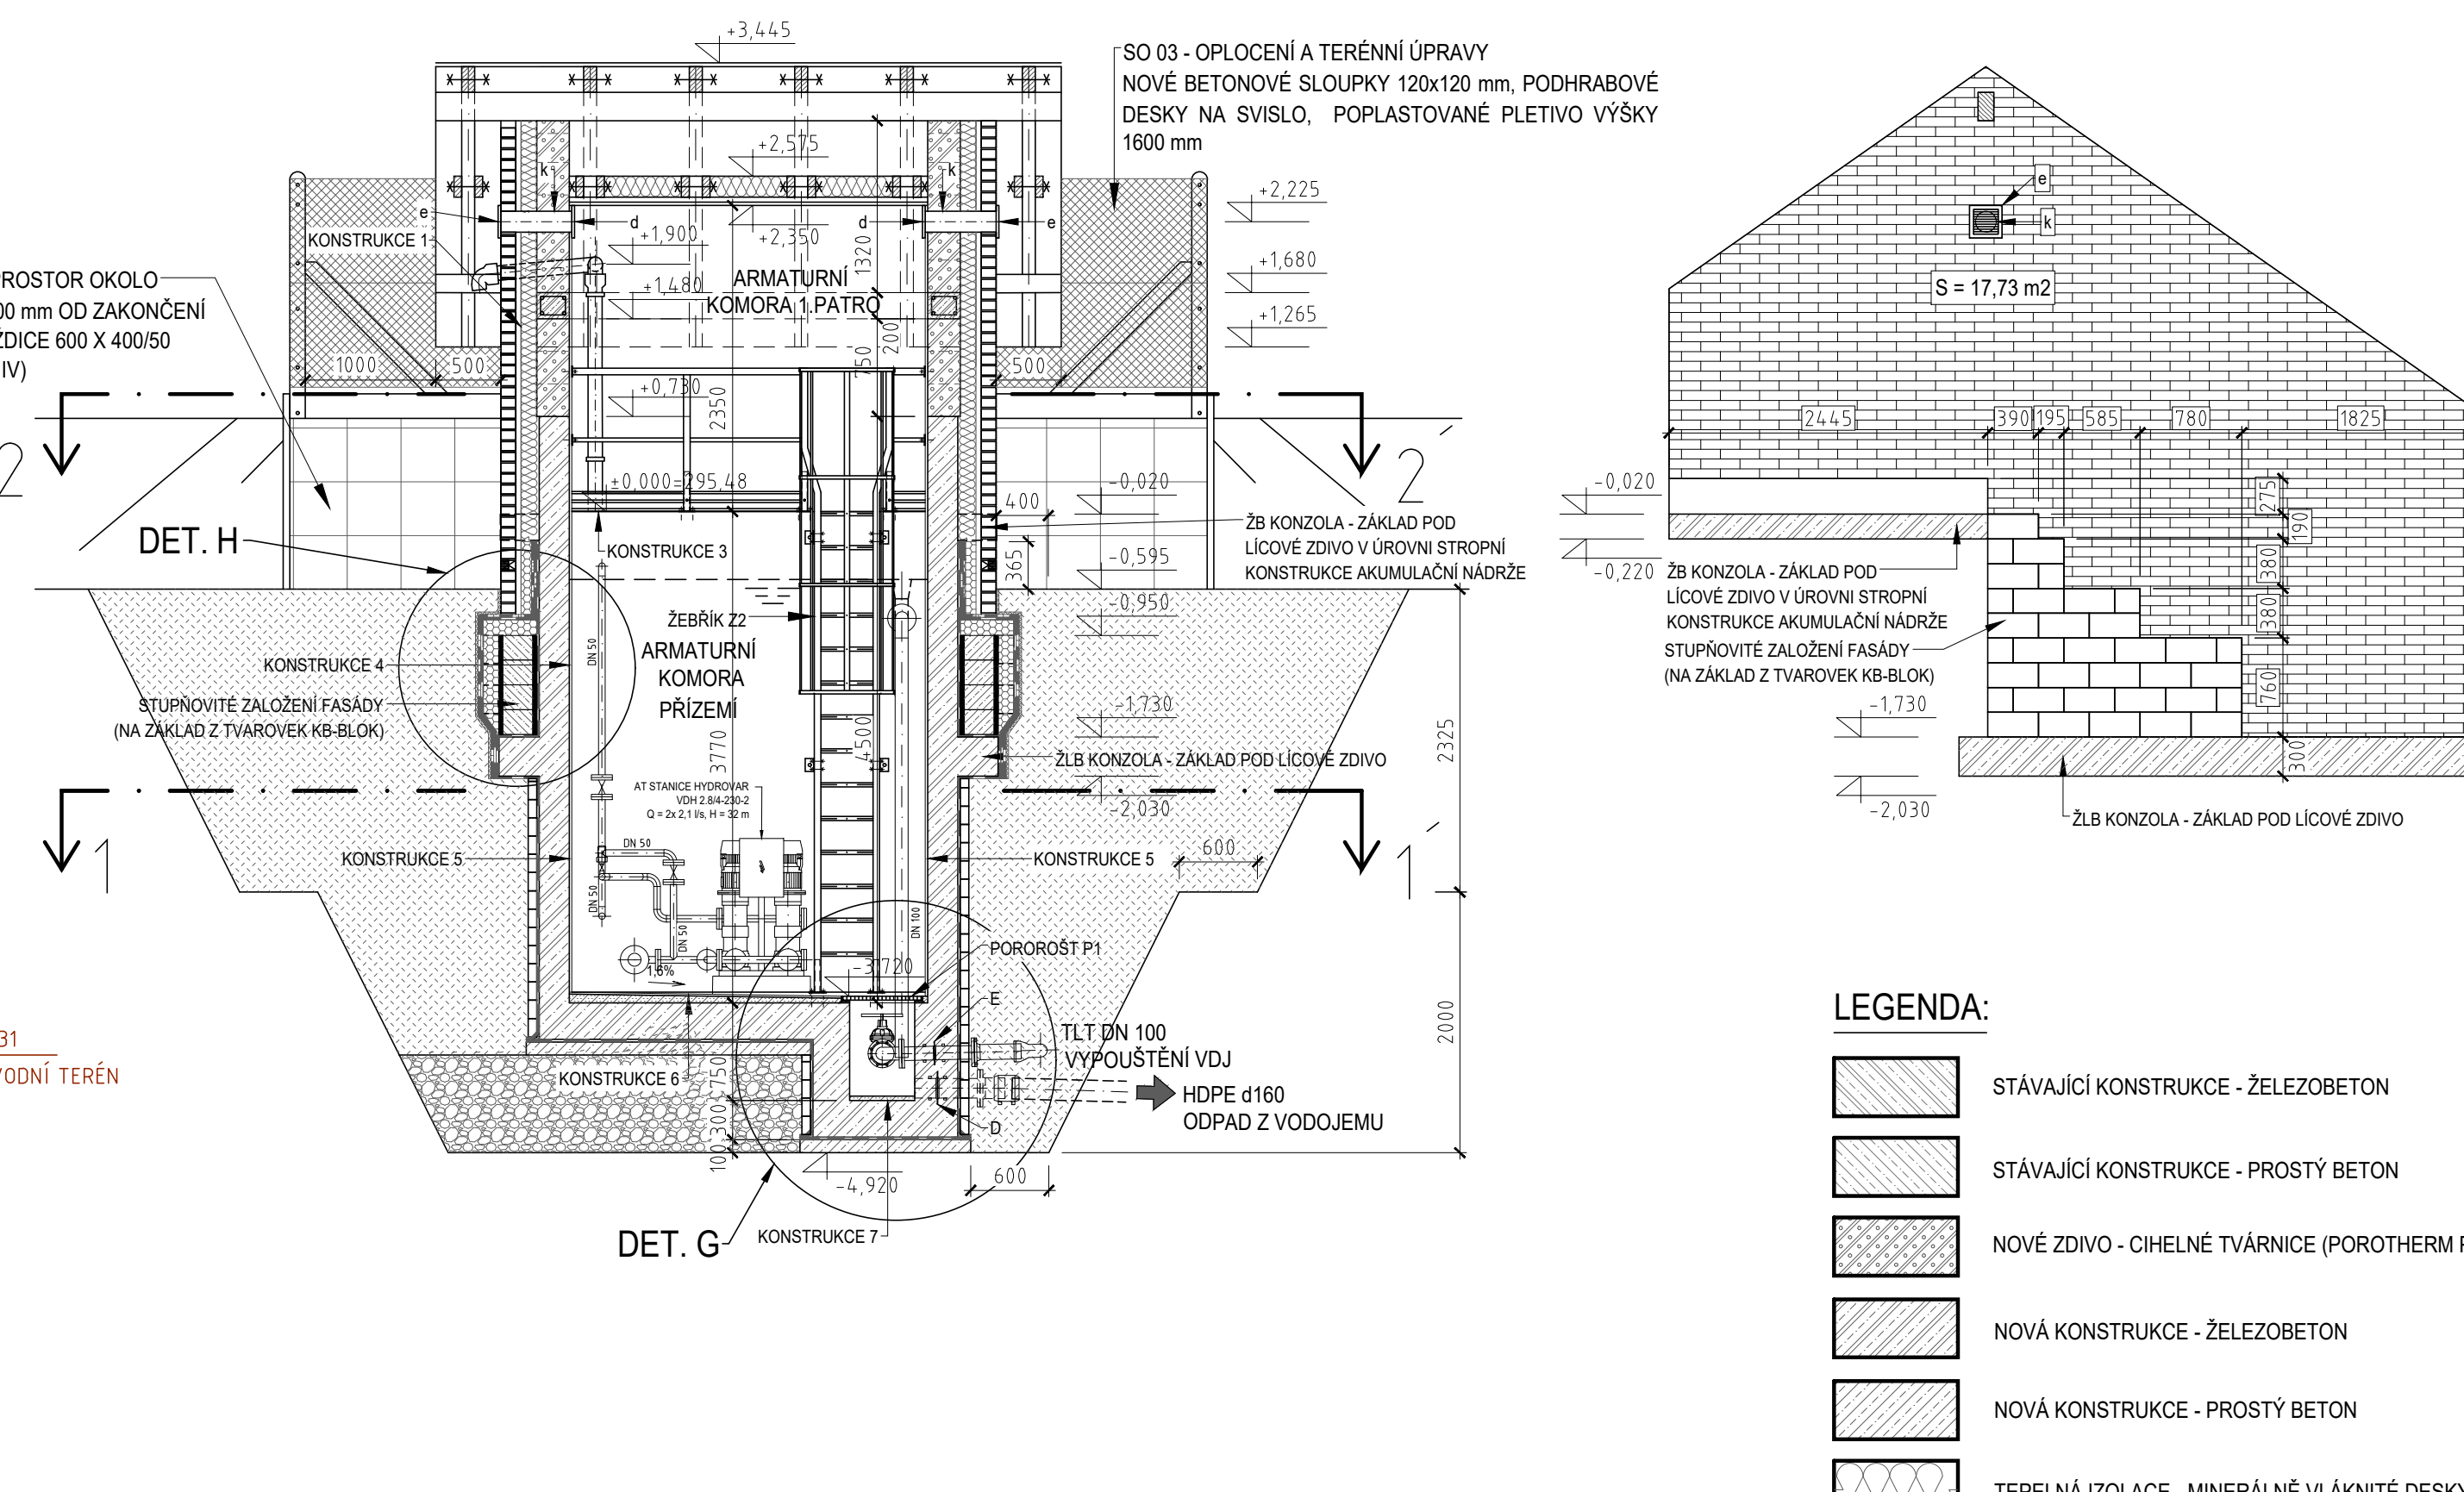 +3,445
SO 03 - OPLOCENÍ A TERÉNNÍ ÚPRAVY
NOVÉ BETONOVÉ SLOUPKY 120x120 mm, PODHRABOVÉ
DESKY NA SVISLO, POPLASTOVANÉ PLETIVO VÝŠKY
1600 mm
+2,575
k
k
e
d
d
e
+2,350
1320
+2,225
+1,680
+1,265
KONSTRUKCE 1
+1,900
+1,480
ARMATURNÍ
KOMORA 1.PATRO
PROSTOR OKOLO
00 mm OD ZAKONČENÍ
ŽDICE 600 X 400/50
IV)
1000
500
200
750
500
+0,730
2350
2
2
±0,000=295,48
DET. H
KONSTRUKCE 3
400
365
-0,020
-0,595
-0,950
ŽB KONZOLA - ZÁKLAD POD
LÍCOVÉ ZDIVO V ÚROVNI STROPNÍ
KONSTRUKCE AKUMULAČNÍ NÁDRŽE
ŽEBŘÍK Z2
ARMATURNÍ
KOMORA
PŘÍZEMÍ
DN 50
KONSTRUKCE 4
STUPŇOVITÉ ZALOŽENÍ FASÁDY
(NA ZÁKLAD Z TVAROVEK KB-BLOK)
3770
4500
-1,730
ŽLB KONZOLA - ZÁKLAD POD LÍCOVÉ ZDIVO
-2,030
2325
AT STANICE HYDROVAR
VDH 2.8/4-230-2
Q = 2x 2,1 l/s, H = 32 m
1
1
KONSTRUKCE 5
DN 50
DN 50
DN 50
DN 100
KONSTRUKCE 5
600
1,6%
-3,720
POROROŠT P1
E
2000
TLT DN 100
VYPOUŠTĚNÍ VDJ
HDPE d160
ODPAD Z VODOJEMU
D
31
VODNÍ TERÉN
KONSTRUKCE 6
750
300
100
-4,920
600
DET. G
KONSTRUKCE 7
e
k
S = 17,73 m2
2445
390
195
585
780
1825
-0,020
-0,220
275
190
380
380
760
300
ŽB KONZOLA - ZÁKLAD POD
LÍCOVÉ ZDIVO V ÚROVNI STROPNÍ
KONSTRUKCE AKUMULAČNÍ NÁDRŽE
STUPŇOVITÉ ZALOŽENÍ FASÁDY
(NA ZÁKLAD Z TVAROVEK KB-BLOK)
-1,730
-2,030
ŽLB KONZOLA - ZÁKLAD POD LÍCOVÉ ZDIVO
LEGENDA:
STÁVAJÍCÍ KONSTRUKCE - ŽELEZOBETON
STÁVAJÍCÍ KONSTRUKCE - PROSTÝ BETON
NOVÉ ZDIVO - CIHELNÉ TVÁRNICE (POROTHERM
NOVÁ KONSTRUKCE - ŽELEZOBETON
NOVÁ KONSTRUKCE - PROSTÝ BETON
TEPELNÁ IZOLACE - MINERÁLNĚ VLÁKNITÉ DESKY